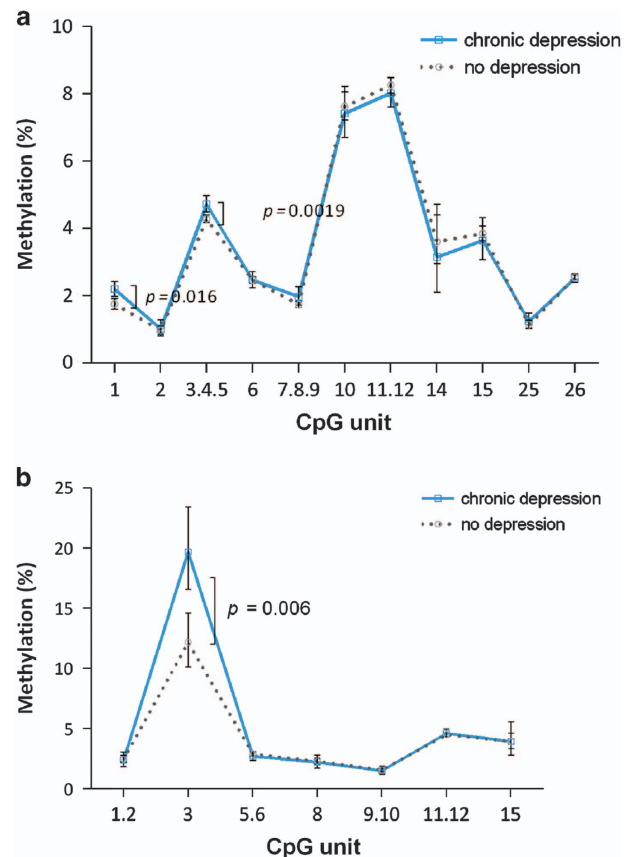 a
10
8
6
4
2
0
Methylation (%)
chronic depression
no depression
p = 0.016
p = 0.0019
1 2 3.4.5 6 7.8.9 10 11.12 14 15 25 26
CpG unit
b
25
20
15
10
5
0
Methylation (%)
chronic depression
no depression
p = 0.006
1.2 3 5.6 8 9.10 11.12 15
CpG unit